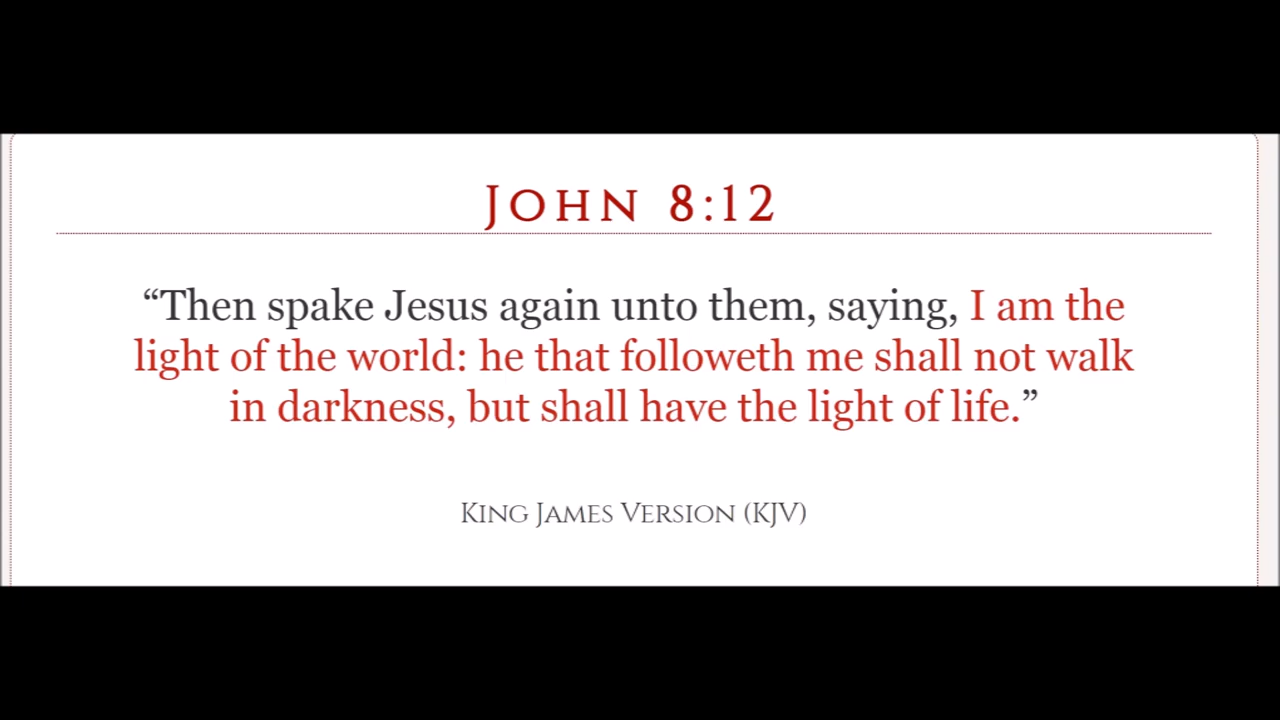 John 8:12
“Then spake Jesus again unto them, saying, I am the
light of the world: he that followeth me shall not walk
in darkness, but shall have the light of life.”
King James Version (KJV)